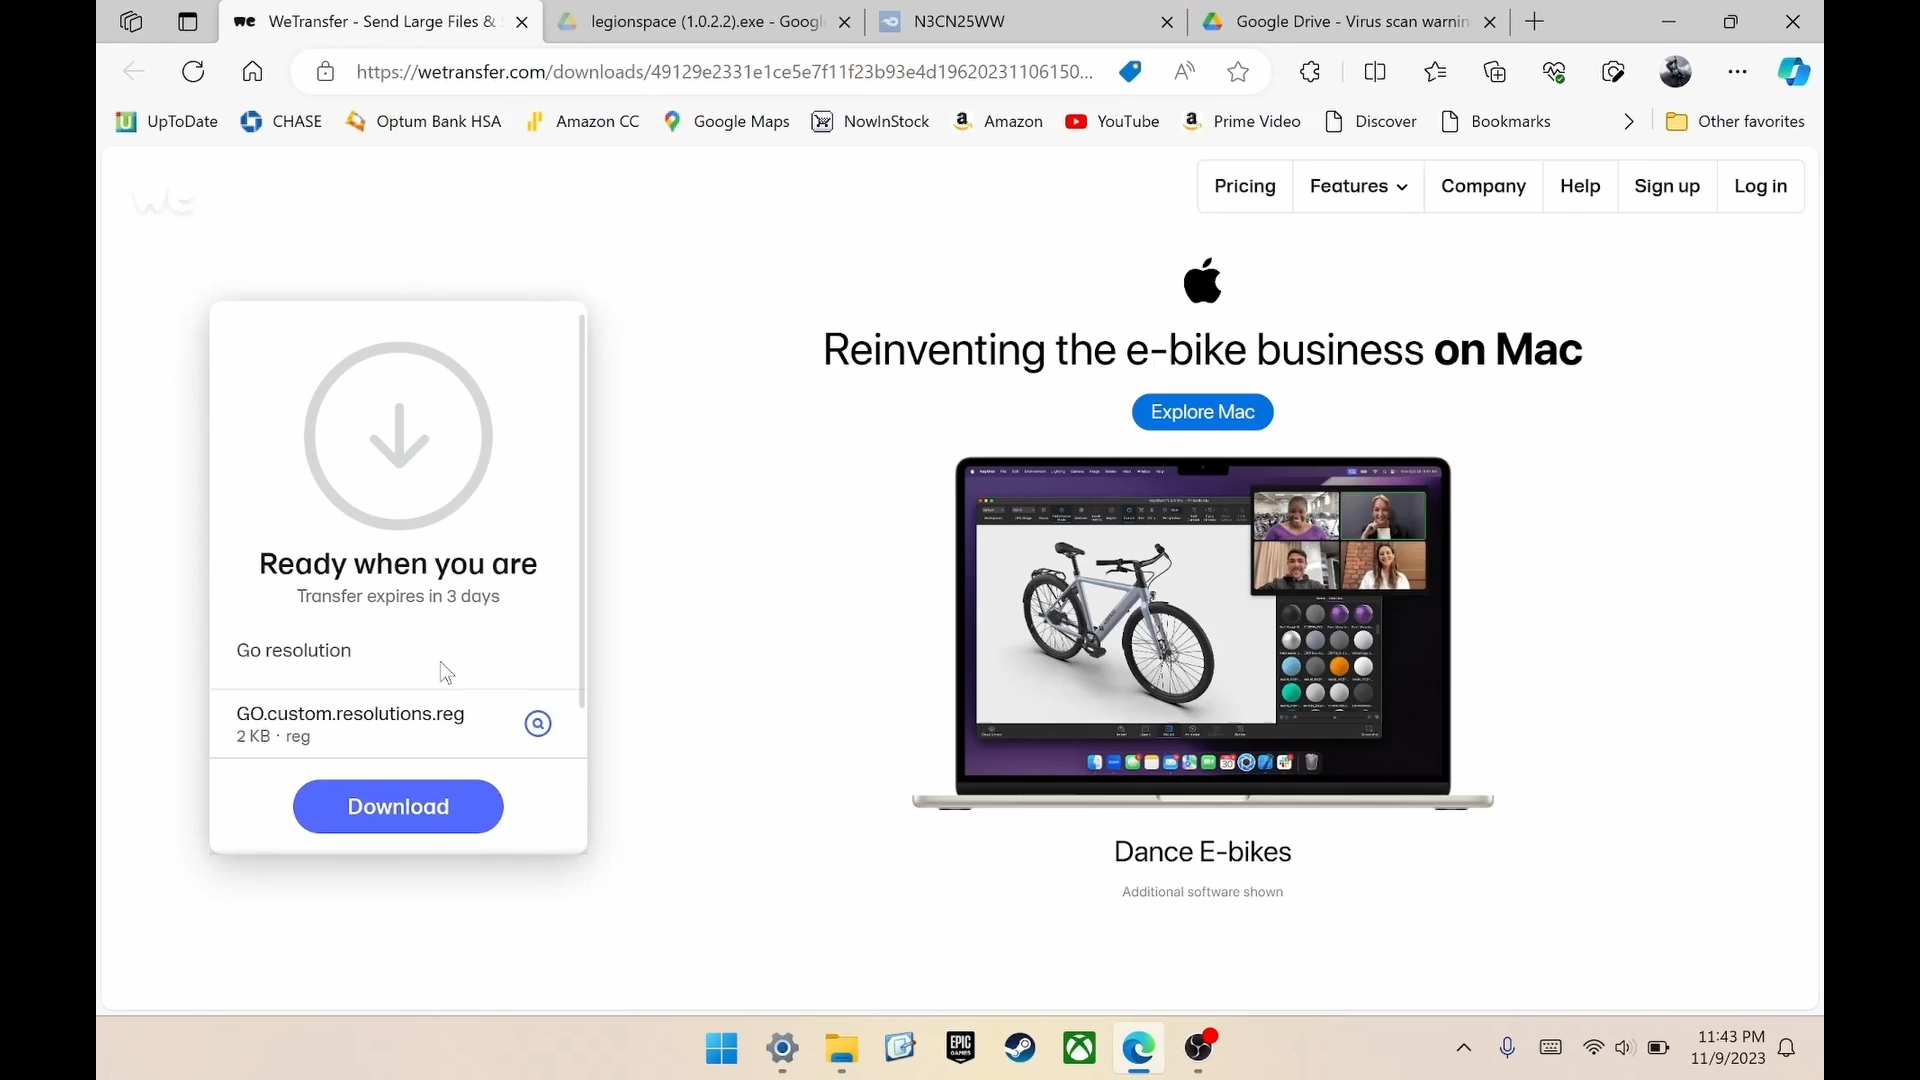 WeTransfer - Send Large Files &
legionspace (1.0.2.2).exe - Googl
N3CN25WW
Google Drive - Virus scan warnin
https://wetransfer.com/downloads/49129e2331e1ce5e7f11f23b93e4d19620231106150...
UpToDate
CHASE
Optum Bank HSA
Amazon CC
Google Maps
NowInStock
Amazon
YouTube
Prime Video
Discover
Bookmarks
Other favorites
we
Pricing
Features
Company
Help
Sign up
Log in
Reinventing the e-bike business on Mac
Explore Mac
Ready when you are
Transfer expires in 3 days
Go resolution
GO.custom.resolutions.reg
2 KB · reg
Download
Dance E-bikes
Additional software shown
EPIC
GAMES
11:43 PM
11/9/2023